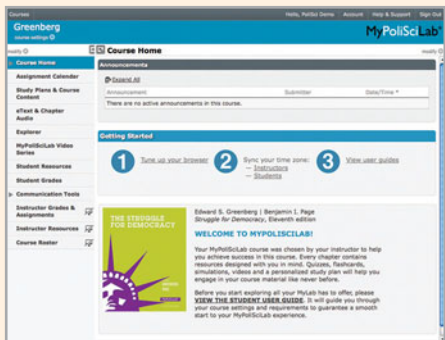 Courses
Hello, PoliSci Demo Account Help & Support Sign Out
Greenberg
course settings
MyPoliSciLab
modify
Course Home
modify
Course Home
Assignment Calendar
Study Plans & Course
Content
eText & Chapter
Audio
Explorer
MyPoliSciLab Video
Series
Student Resources
Student Grades
Communication Tools
Instructor Grades &
Assignments
Instructor Resources
Course Roster
Announcements
Expand All
Announcement Submitter Date/Time
There are no active announcements in this course.
Getting Started
1 Tune up your browser
2 Sync your time zone:
— Instructors
— Students
3 View user guides
THE STRUGGLE
FOR DEMOCRACY
Edward S. Greenberg | Benjamin I. Page
Struggle for Democracy, Eleventh edition
WELCOME TO MYPOLISCILAB!
Your MyPoliSciLab course was chosen by your instructor to help
you achieve success in this course. Every chapter contains
resources designed with you in mind. Quizzes, flashcards,
simulations, videos and a personalized study plan will help you
engage in your course material like never before.
Before you start exploring all your MyLab has to offer, please
VIEW THE STUDENT USER GUIDE. It will guide you through
your course settings and requirements to guarantee a smooth
start to your MyPoliSciLab experience.